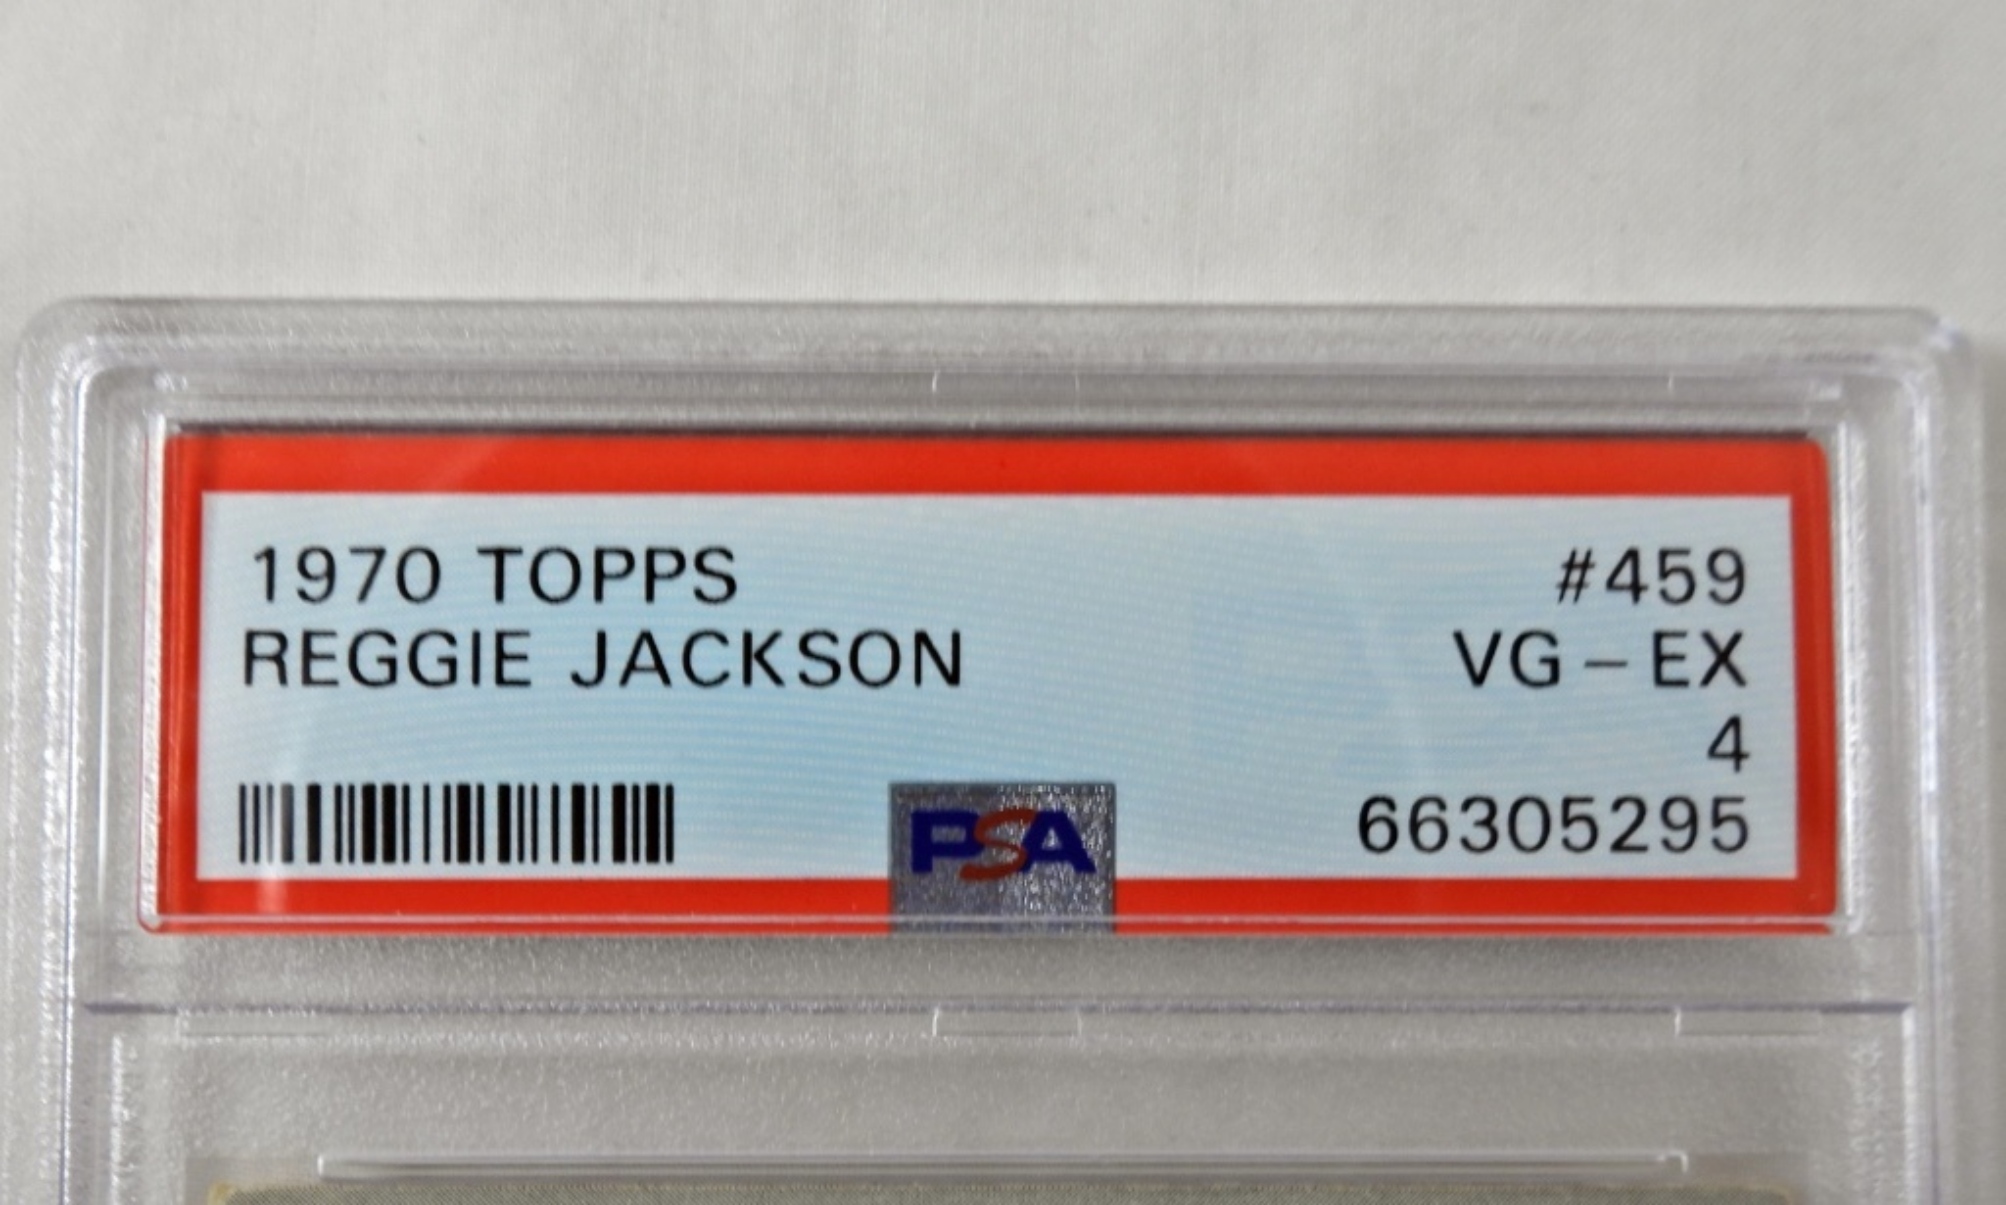 1970 TOPPS #459
REGGIE JACKSON VG-EX
4
PSA 66305295